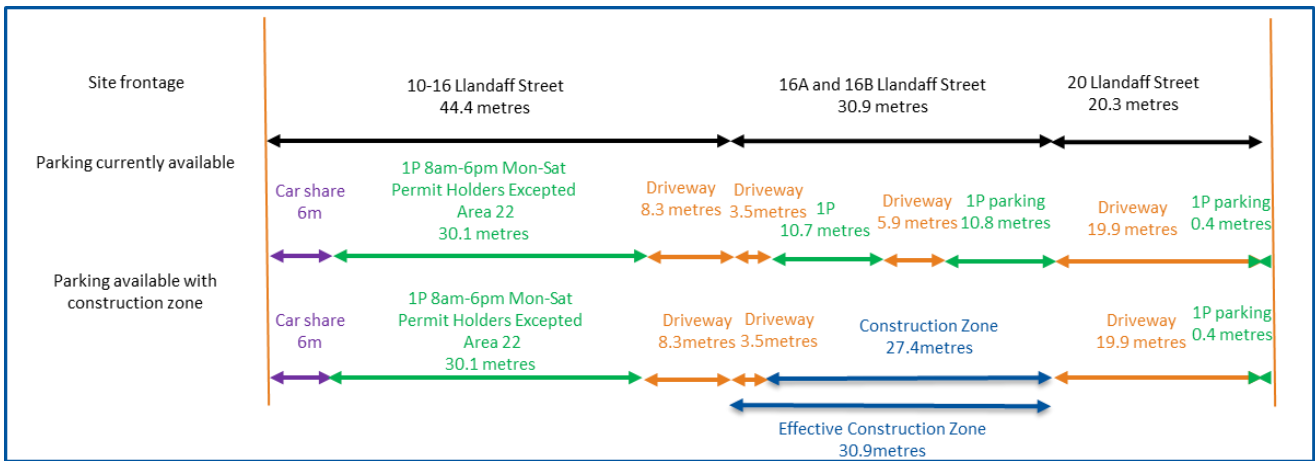 Site frontage
10-16 Llandaff Street
44.4 metres
16A and 16B Llandaff Street
30.9 metres
20 Llandaff Street
20.3 metres
Parking currently available
Car share
6m
1P 8am-6pm Mon-Sat
Permit Holders Excepted
Area 22
30.1 metres
Driveway
8.3 metres
Driveway
3.5metres
1P
10.7 metres
Driveway
5.9 metres
1P parking
10.8 metres
Driveway
19.9 metres
1P parking
0.4 metres
Parking available with
construction zone
Car share
6m
1P 8am-6pm Mon-Sat
Permit Holders Excepted
Area 22
30.1 metres
Driveway
8.3metres
Driveway
3.5metres
Construction Zone
27.4metres
Driveway
19.9 metres
1P parking
0.4 metres
Effective Construction Zone
30.9metres